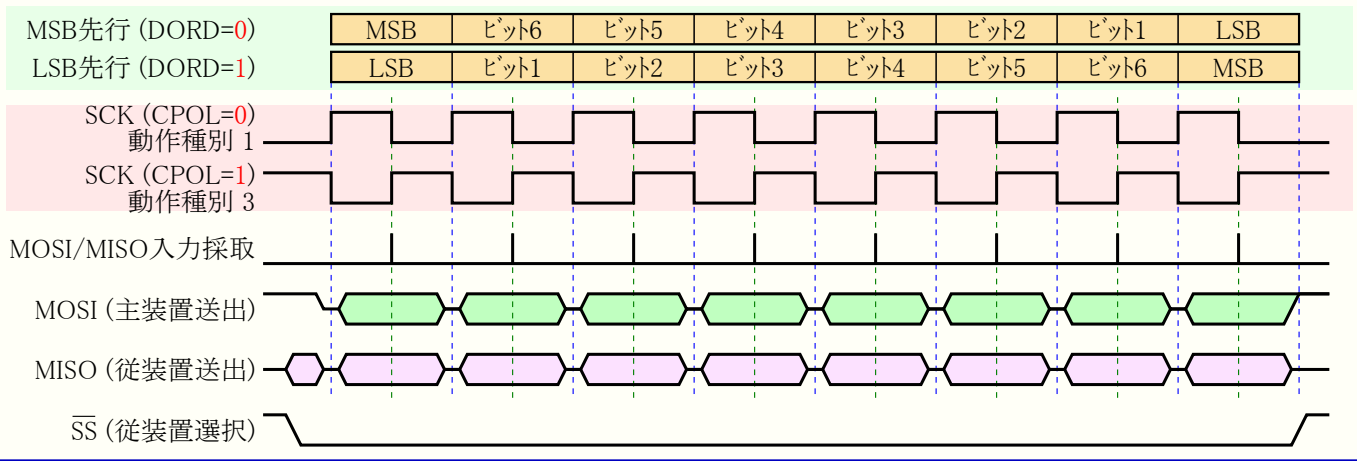 MSB先行 (DORD=0) MSB ビット6 ビット5 ビット4 ビット3 ビット2 ビット1 LSB
LSB先行 (DORD=1) LSB ビット1 ビット2 ビット3 ビット4 ビット5 ビット6 MSB
SCK (CPOL=0)
動作種別 1
SCK (CPOL=1)
動作種別 3
MOSI/MISO入力採取
MOSI (主装置送出)
MISO (従装置送出)
S̅S̅ (従装置選択)